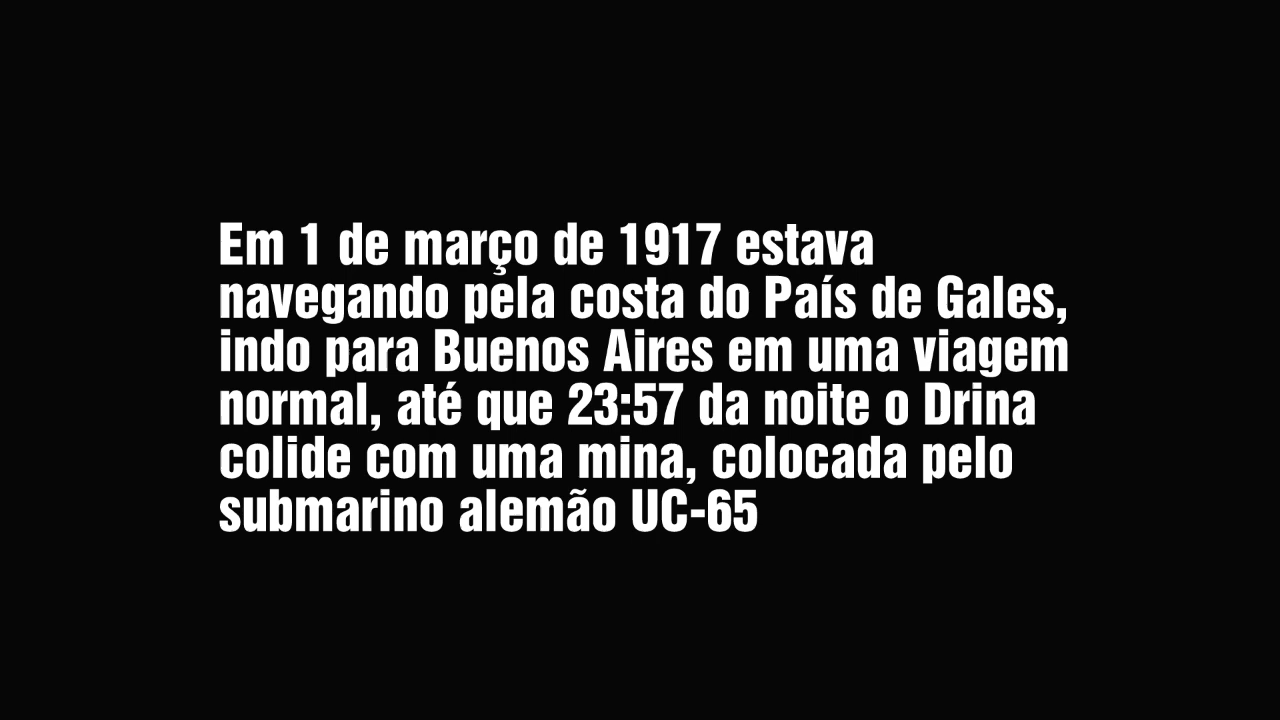 Em 1 de março de 1917 estava
navegando pela costa do País de Gales,
indo para Buenos Aires em uma viagem
normal, até que 23:57 da noite o Drina
colide com uma mina, colocada pelo
submarino alemão UC-65